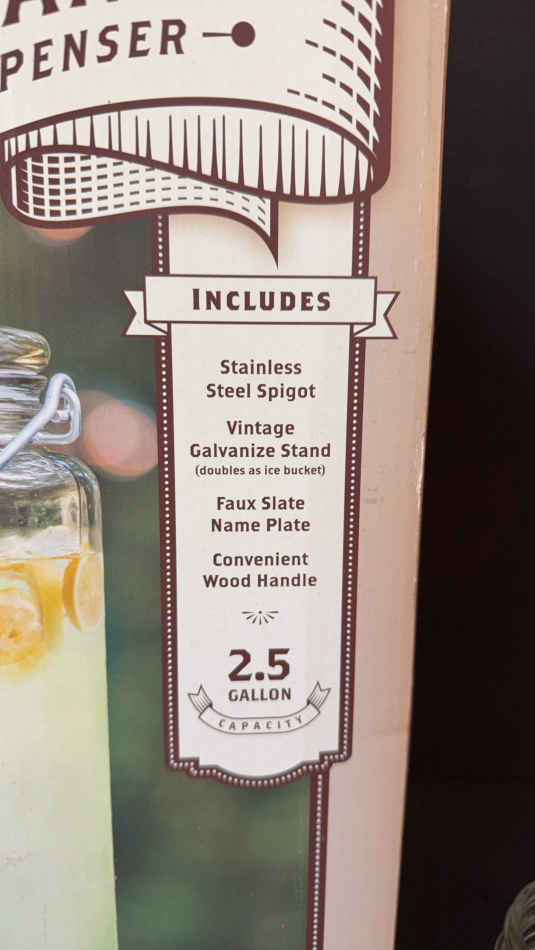 PENSER
INCLUDES
Stainless
Steel Spigot
Vintage
Galvanize Stand
(doubles as ice bucket)
Faux Slate
Name Plate
Convenient
Wood Handle
2.5
GALLON
CAPACITY